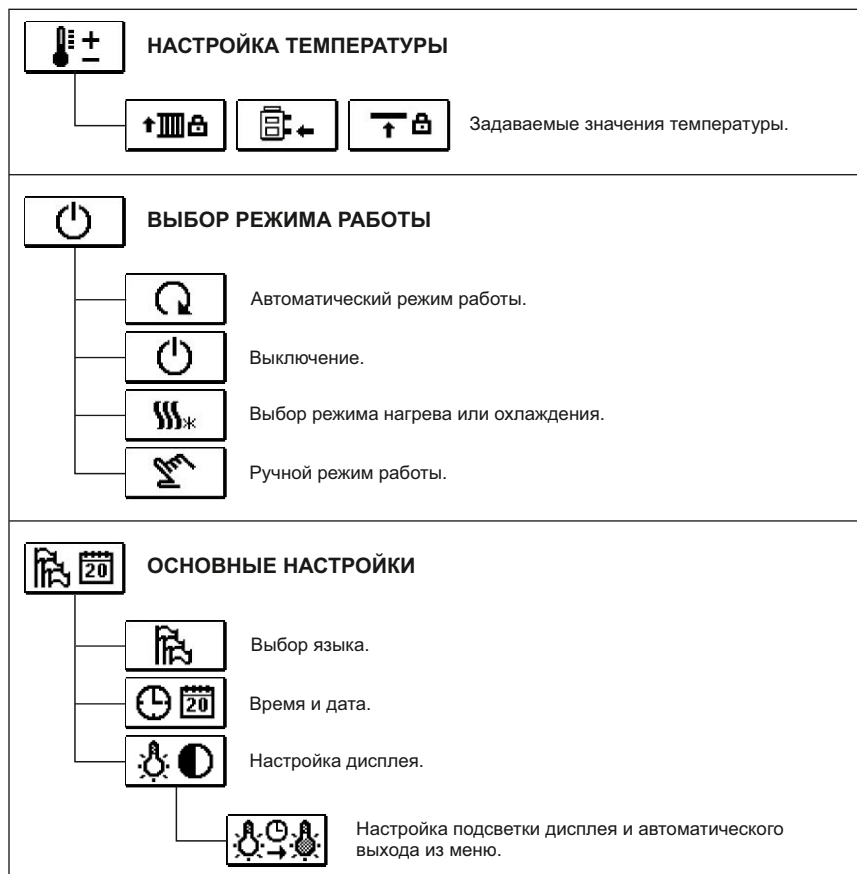 НАСТРОЙКА ТЕМПЕРАТУРЫ
Задаваемые значения температуры.
ВЫБОР РЕЖИМА РАБОТЫ
Автоматический режим работы.
Выключение.
Выбор режима нагрева или охлаждения.
Ручной режим работы.
20
ОСНОВНЫЕ НАСТРОЙКИ
Выбор языка.
20
Время и дата.
Настройка дисплея.
Настройка подсветки дисплея и автоматического
выхода из меню.